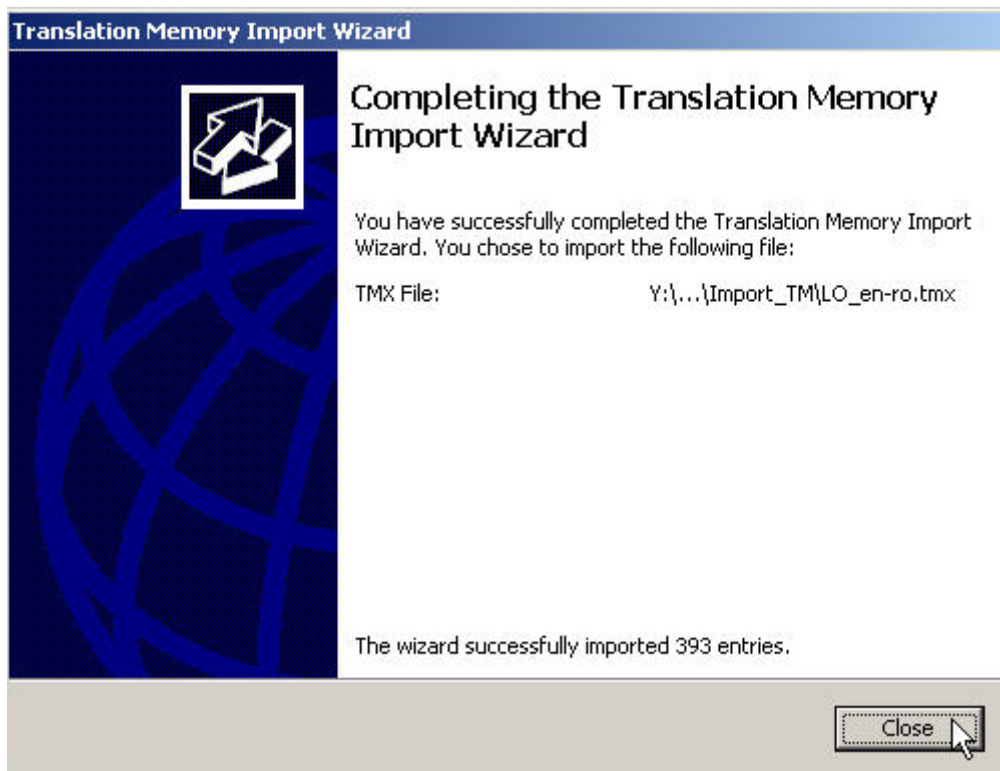 Translation Memory Import Wizard
Completing the Translation Memory
Import Wizard
You have successfully completed the Translation Memory Import
Wizard. You chose to import the following file:
TMX File: Y:\...\Import_TM\LO_en-ro.tmx
The wizard successfully imported 393 entries.
Close